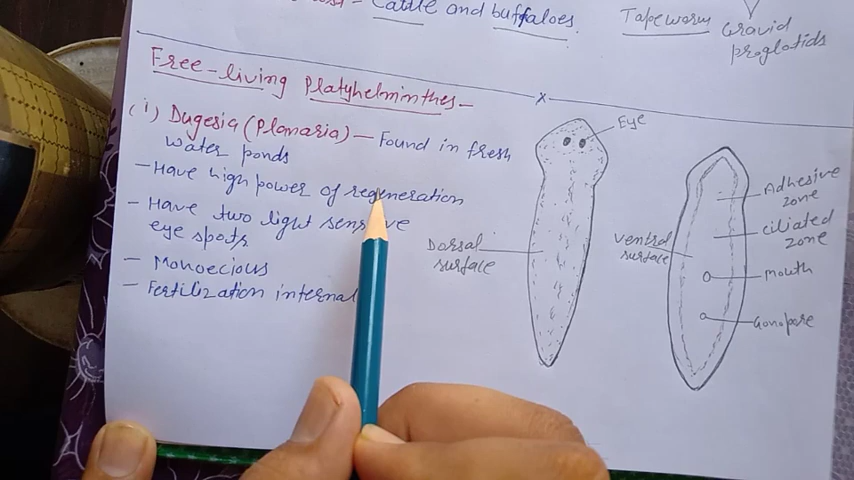 Cattle and buffaloes.
Tapeworm
Gravid
proglotids
Free-living Platyhelminthes-
x
(i) Dugesia (Planaria) - Found in fresh
water ponds
- Have high power of regeneration
- Have two light sensitive
eye spots
- Monoecious
- Fertilization internal
Eye
Dorsal
surface
Ventral
surface
Adhesive
zone
ciliated
zone
mouth
Gonopore